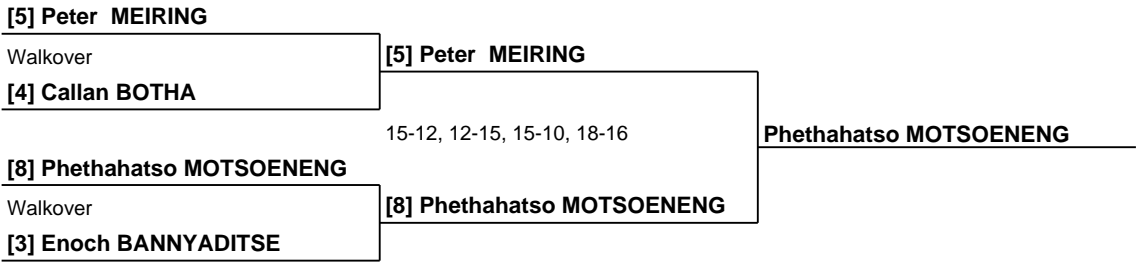 [5] Peter  MEIRING
Walkover
[5] Peter  MEIRING
[4] Callan BOTHA
15-12, 12-15, 15-10, 18-16
Phethahatso MOTSOENENG
[8] Phethahatso MOTSOENENG
Walkover
[8] Phethahatso MOTSOENENG
[3] Enoch BANNYADITSE